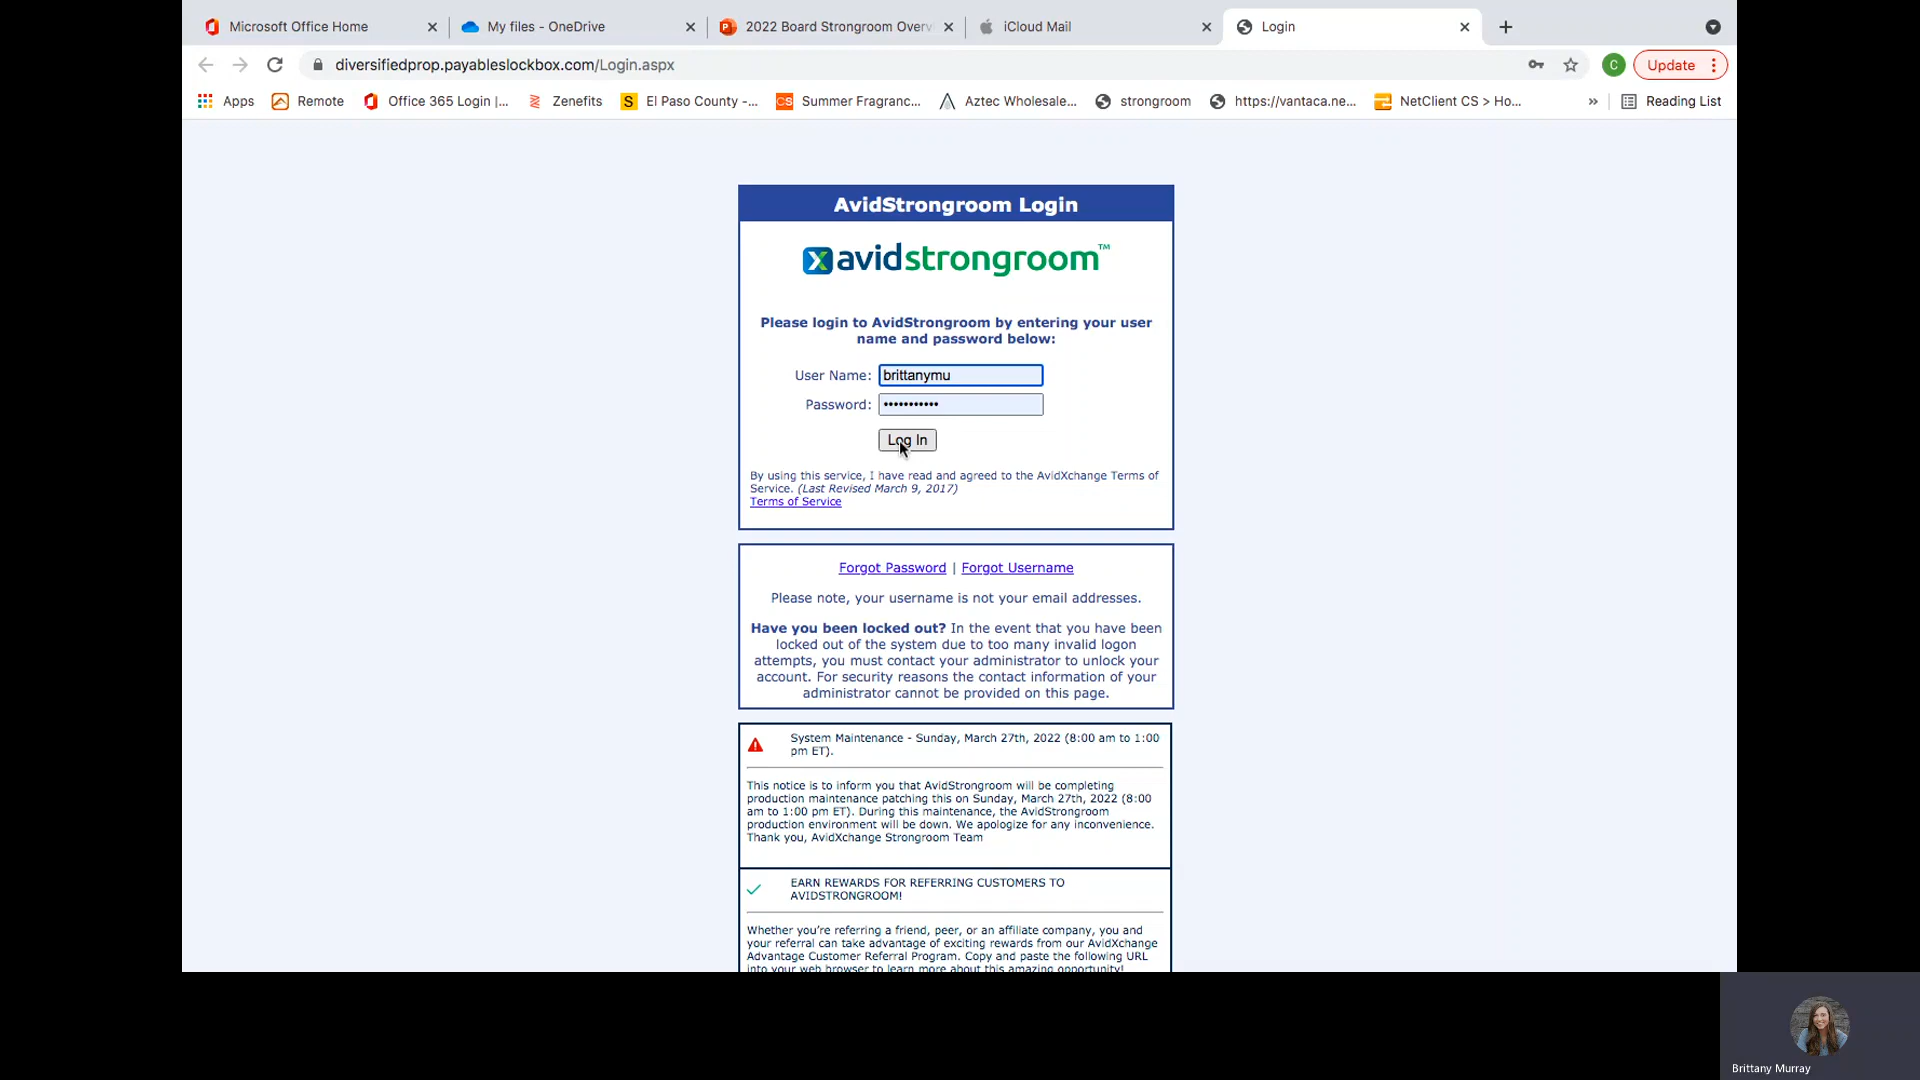 Microsoft Office Home
My files - OneDrive
2022 Board Strongroom Overv
iCloud Mail
Login
diversifiedprop.payableslockbox.com/Login.aspx
C
Update
Apps
Remote
Office 365 Login |...
Zenefits
S
El Paso County -...
CS
Summer Fragranc...
Aztec Wholesale...
strongroom
https://vantaca.ne...
NetClient CS > Ho...
»
Reading List
AvidStrongroom Login
avidstrongroom™
Please login to AvidStrongroom by entering your user
name and password below:
User Name: brittanymu
Password: •••••••••••
Log In
By using this service, I have read and agreed to the AvidXchange Terms of
Service. (Last Revised March 9, 2017)
Terms of Service
Forgot Password | Forgot Username
Please note, your username is not your email addresses.
Have you been locked out? In the event that you have been
locked out of the system due to too many invalid logon
attempts, you must contact your administrator to unlock your
account. For security reasons the contact information of your
administrator cannot be provided on this page.
System Maintenance - Sunday, March 27th, 2022 (8:00 am to 1:00
pm ET).
This notice is to inform you that AvidStrongroom will be completing
production maintenance patching this on Sunday, March 27th, 2022 (8:00
am to 1:00 pm ET). During this maintenance, the AvidStrongroom
production environment will be down. We apologize for any inconvenience.
Thank you, AvidXchange Strongroom Team
EARN REWARDS FOR REFERRING CUSTOMERS TO
AVIDSTRONGROOM!
Whether you're referring a friend, peer, or an affiliate company, you and
your referral can take advantage of exciting rewards from our AvidXchange
Advantage Customer Referral Program. Copy and paste the following URL
into your web browser to learn more about this amazing opportunity!
Brittany Murray